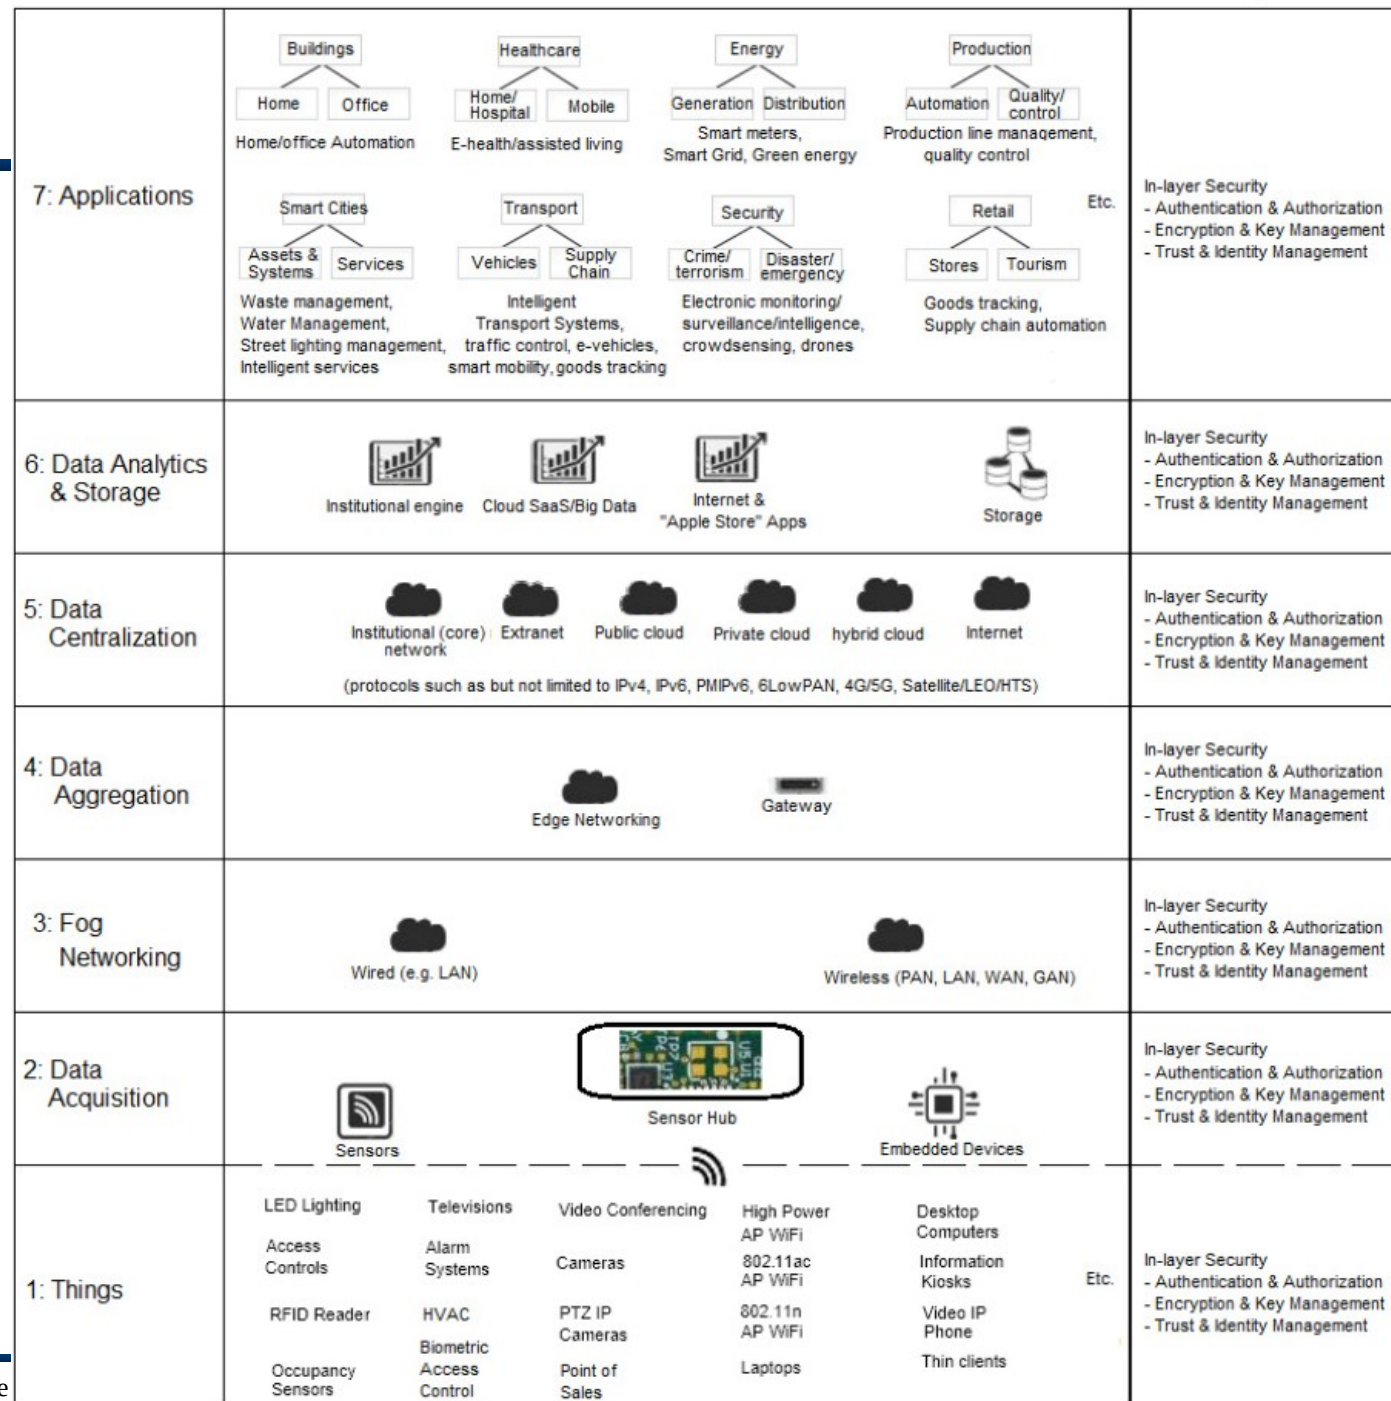 Buildings
Home
Office
Home/office Automation
Healthcare
Home/
Hospital
Mobile
E-health/assisted living
Energy
Generation
Distribution
Smart meters,
Smart Grid, Green energy
Production
Automation
Quality/
control
Production line management,
quality control
7: Applications
Smart Cities
Assets &
Systems
Services
Waste management,
Water Management,
Street lighting management,
Intelligent services
Transport
Vehicles
Supply
Chain
Intelligent
Transport Systems,
traffic control, e-vehicles,
smart mobility, goods tracking
Security
Crime/
terrorism
Disaster/
emergency
Electronic monitoring/
surveillance/intelligence,
crowdsensing, drones
Retail
Stores
Tourism
Goods tracking,
Supply chain automation
Etc.
In-layer Security
- Authentication & Authorization
- Encryption & Key Management
- Trust & Identity Management
6: Data Analytics
& Storage
Institutional engine
Cloud SaaS/Big Data
Internet &
"Apple Store" Apps
Storage
In-layer Security
- Authentication & Authorization
- Encryption & Key Management
- Trust & Identity Management
5: Data
Centralization
Institutional (core)
network
Extranet
Public cloud
Private cloud
hybrid cloud
Internet
(protocols such as but not limited to IPv4, IPv6, PMIPv6, 6LowPAN, 4G/5G, Satellite/LEO/HTS)
In-layer Security
- Authentication & Authorization
- Encryption & Key Management
- Trust & Identity Management
4: Data
Aggregation
Edge Networking
Gateway
In-layer Security
- Authentication & Authorization
- Encryption & Key Management
- Trust & Identity Management
3: Fog
Networking
Wired (e.g. LAN)
Wireless (PAN, LAN, WAN, GAN)
In-layer Security
- Authentication & Authorization
- Encryption & Key Management
- Trust & Identity Management
2: Data
Acquisition
Sensors
Sensor Hub
Embedded Devices
In-layer Security
- Authentication & Authorization
- Encryption & Key Management
- Trust & Identity Management
1: Things
LED Lighting
Access
Controls
RFID Reader
Occupancy
Sensors
Televisions
Alarm
Systems
HVAC
Biometric
Access
Control
Video Conferencing
Cameras
PTZ IP
Cameras
Point of
Sales
High Power
AP WiFi
802.11ac
AP WiFi
802.11n
AP WiFi
Laptops
Desktop
Computers
Information
Kiosks
Video IP
Phone
Thin clients
Etc.
In-layer Security
- Authentication & Authorization
- Encryption & Key Management
- Trust & Identity Management